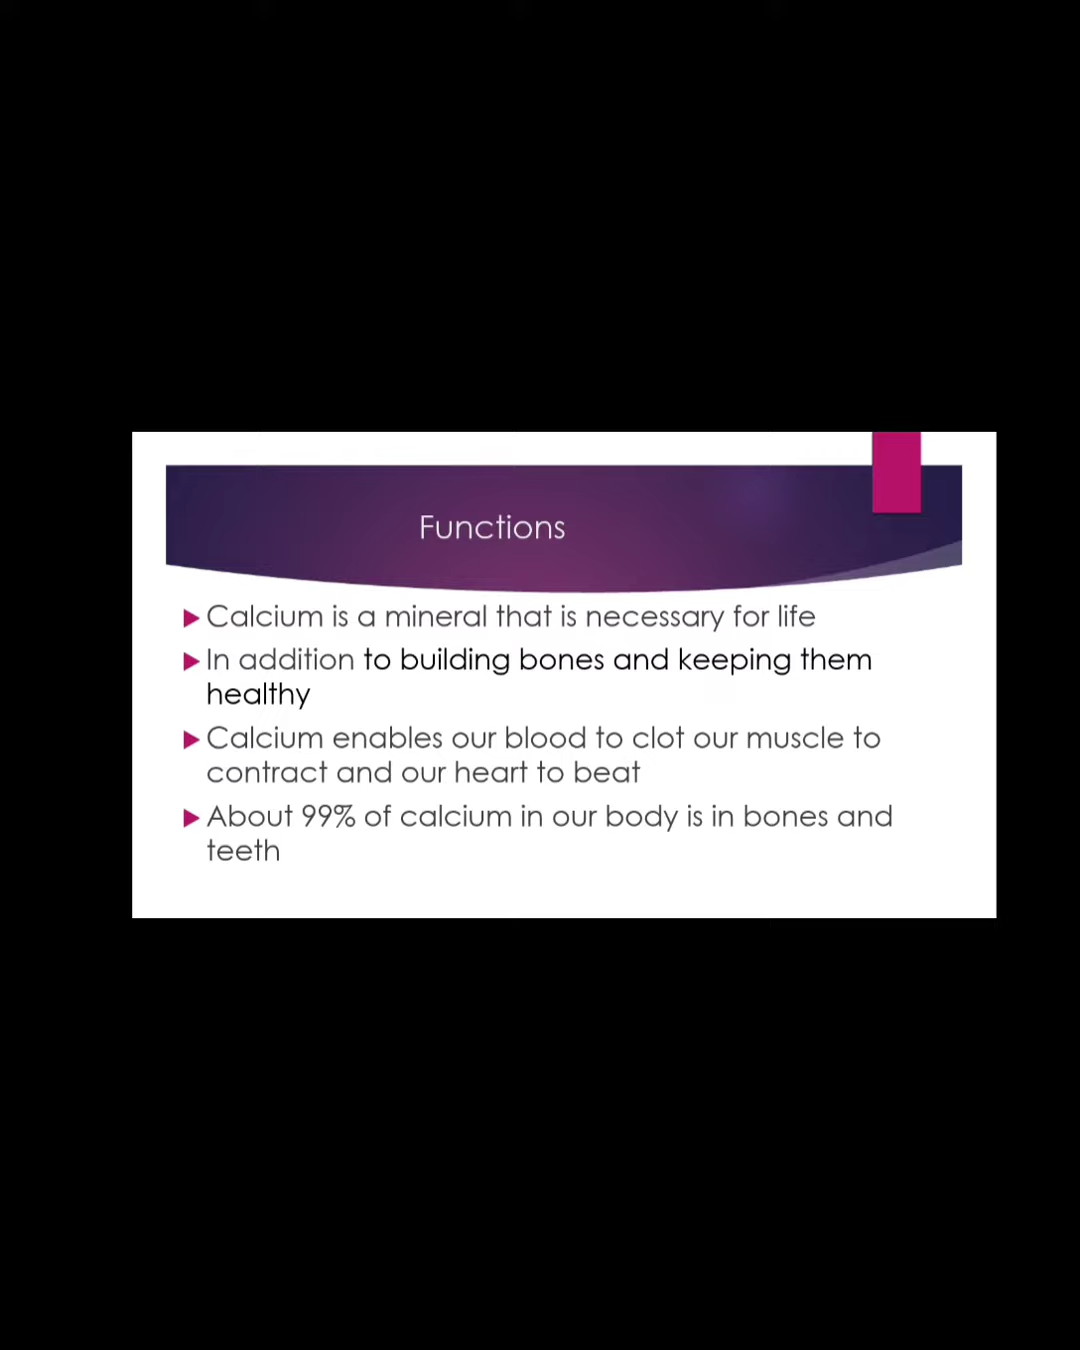 Functions
Calcium is a mineral that is necessary for life
In addition to building bones and keeping them
healthy
Calcium enables our blood to clot our muscle to
contract and our heart to beat
About 99% of calcium in our body is in bones and
teeth